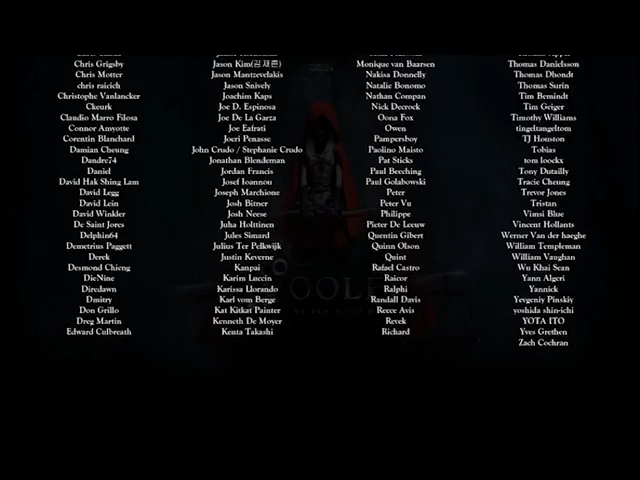 Chris Grigsby
Chris Motter
chris raicich
Christophe Vanlancker
Ckeurk
Claudio Marro Filosa
Connor Amyotte
Corentin Blanchard
Damian Cheung
Dandre74
Daniel
David Hak Shing Lam
David Legg
David Lein
David Winkler
De Saint Jores
Delphin64
Demetrius Paggett
Derek
Desmond Chieng
DieNine
Diredawn
Dmitry
Don Grillo
Dreg Martin
Edward Culbreath
Jason Kim(김재준)
Jason Mantzevelakis
Jason Snively
Joachim Kaps
Joe D. Espinosa
Joe De La Garza
Joe Eafrati
Joeri Penasse
John Crudo / Stephanie Crudo
Jonathan Blendeman
Jordan Francis
Josef Ioannou
Joseph Marchione
Josh Bitner
Josh Neese
Juha Holttinen
Jules Simard
Julius Ter Pelkwijk
Justin Keverne
Kanpai
Karim Luccin
Karissa Llorando
Karl vom Berge
Kat Kitkat Painter
Kenneth De Moyer
Kenta Takashi
Monique van Baarsen
Nakisa Donnelly
Natalie Bonomo
Nathan Compan
Nick Decrock
Oona Fox
Owen
Pampersboy
Paolino Maisto
Pat Sticks
Paul Beeching
Paul Golabowski
Peter
Peter Vu
Philippe
Pieter De Leeuw
Quentin Gibert
Quinn Olson
Quint
Rafael Castro
Raicor
Ralphi
Randall Davis
Reece Avis
Revek
Richard
Thomas Danielsson
Thomas Dhondt
Thomas Surin
Tim Bemindt
Tim Geiger
Timothy Williams
tingeltangeltom
TJ Houston
Tobias
tom loockx
Tony Dutailly
Tracie Cheung
Trevor Jones
Tristan
Vimsi Blue
Vincent Hollants
Werner Van der haeghe
William Templeman
William Vaughan
Wu Khai Sean
Yann Algeri
Yannick
Yevgeniy Pinskiy
yoshida shin-ichi
YOTA ITO
Yves Grethen
Zach Cochran